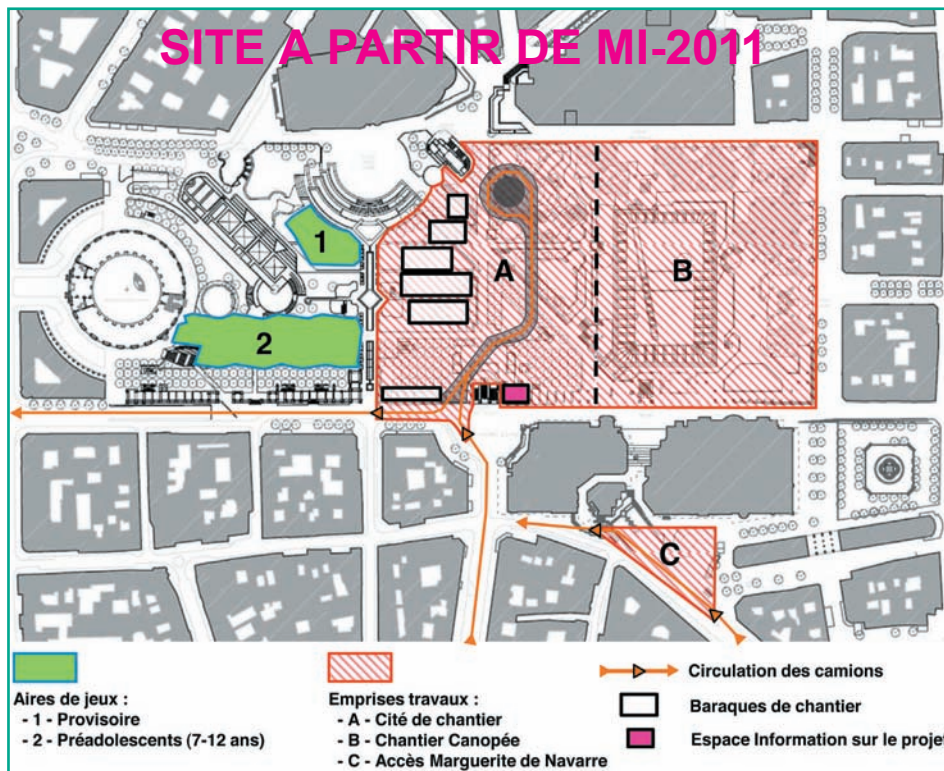 SITE A PARTIR DE MI-2011
1
A
B
2
C
Aires de jeux :
- 1 - Provisoire
- 2 - Préadolescents (7-12 ans)
Emprises travaux :
- A - Cité de chantier
- B - Chantier Canopée
- C - Accès Marguerite de Navarre
Circulation des camions
Baraques de chantier
Espace Information sur le projet